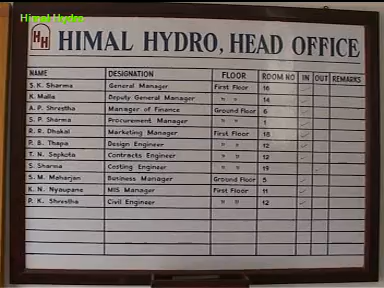 Himal Hydro
HH HIMAL HYDRO, HEAD OFFICE
NAME DESIGNATION FLOOR ROOM NO IN OUT REMARKS
S. K. Sharma General Manager First Floor 16
K. Malla Deputy General Manager " " 14
A. P. Shrestha Manager of Finance Ground Floor 6
S. P. Sharma Procurement Manager " " 1
R. R. Dhakal Marketing Manager First Floor 18
P. B. Thapa Design Engineer " " 12
T. N. Sapkota Contracts Engineer " " 12
S. Sharma Costing Engineer " " 19
S. M. Maharjan Business Manager Ground Floor 5
K. N. Nyaupane MIS Manager First Floor 11
P. K. Shrestha Civil Engineer " " 12